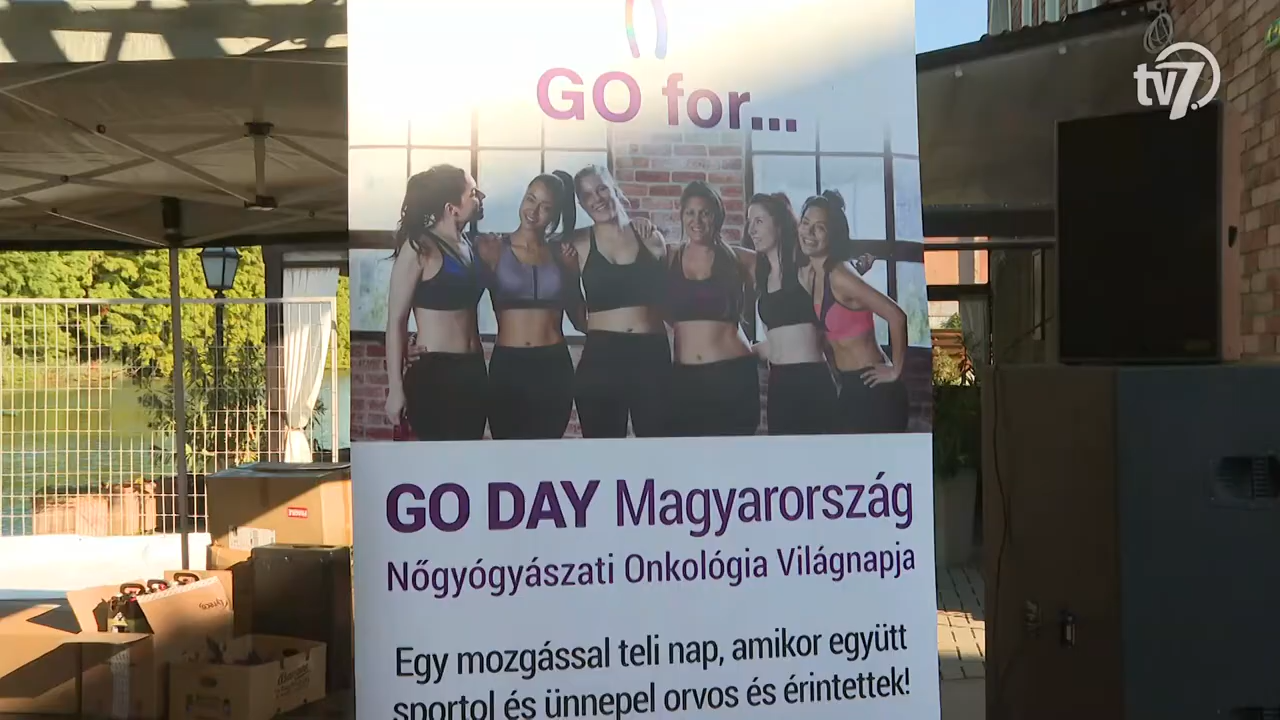 tv7.
GO for...
GO DAY Magyarország
Nőgyógyászati Onkológia Világnapja
Egy mozgással teli nap, amikor együtt
sportol és ünnepel orvos és érintettek!